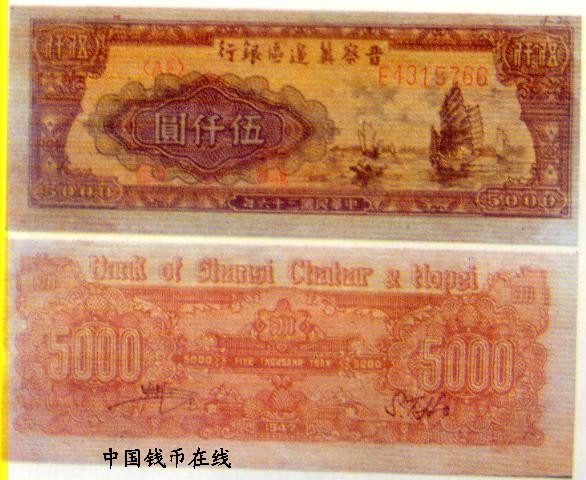 行銀區邊冀察晉
伍仟 伍仟
E4315766
圓仟伍
5000 5000
年六十三國民華中
Bank of Shansi Chahar & Hopei
5000 5000
5000 FIVE THOUSAND YUAN 5000
1947
中国钱币在线